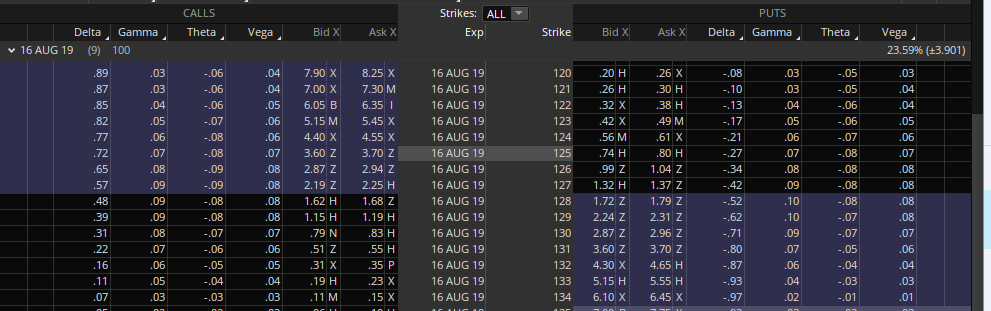 CALLS Strikes: ALL PUTS
Delta Gamma Theta Vega Bid X Ask X Exp Strike Bid X Ask X Delta Gamma Theta Vega
16 AUG 19 (9) 100 23.59% (±3.901)
.89 .03 -.06 .04 7.90 X 8.25 X 16 AUG 19 120 .20 H .26 X -.08 .03 -.05 .03
.87 .03 -.06 .04 7.00 X 7.30 M 16 AUG 19 121 .26 H .30 H -.10 .03 -.05 .04
.85 .04 -.06 .05 6.05 B 6.35 I 16 AUG 19 122 .32 X .38 H -.13 .04 -.06 .04
.82 .05 -.07 .06 5.15 M 5.45 X 16 AUG 19 123 .42 X .49 M -.17 .05 -.06 .05
.77 .06 -.08 .06 4.40 X 4.55 X 16 AUG 19 124 .56 M .61 X -.21 .06 -.07 .06
.72 .07 -.08 .07 3.60 Z 3.70 Z 16 AUG 19 125 .74 H .80 H -.27 .07 -.08 .07
.65 .08 -.09 .08 2.87 Z 2.94 Z 16 AUG 19 126 .99 Z 1.04 Z -.34 .08 -.08 .08
.57 .09 -.09 .08 2.19 Z 2.25 H 16 AUG 19 127 1.32 H 1.37 Z -.42 .09 -.08 .08
.48 .09 -.08 .08 1.62 H 1.68 Z 16 AUG 19 128 1.72 Z 1.79 Z -.52 .10 -.08 .08
.39 .09 -.08 .08 1.15 H 1.19 H 16 AUG 19 129 2.24 Z 2.31 Z -.62 .10 -.07 .08
.31 .08 -.07 .07 .79 N .83 H 16 AUG 19 130 2.87 Z 2.96 Z -.71 .09 -.07 .07
.22 .07 -.06 .06 .51 Z .55 H 16 AUG 19 131 3.60 Z 3.70 Z -.80 .07 -.05 .06
.16 .06 -.05 .05 .31 X .35 P 16 AUG 19 132 4.30 X 4.65 H -.87 .06 -.04 .04
.11 .05 -.04 .04 .19 H .23 X 16 AUG 19 133 5.15 H 5.55 H -.93 .04 -.03 .03
.07 .03 -.03 .03 .11 M .15 X 16 AUG 19 134 6.10 X 6.45 X -.97 .02 -.01 .01